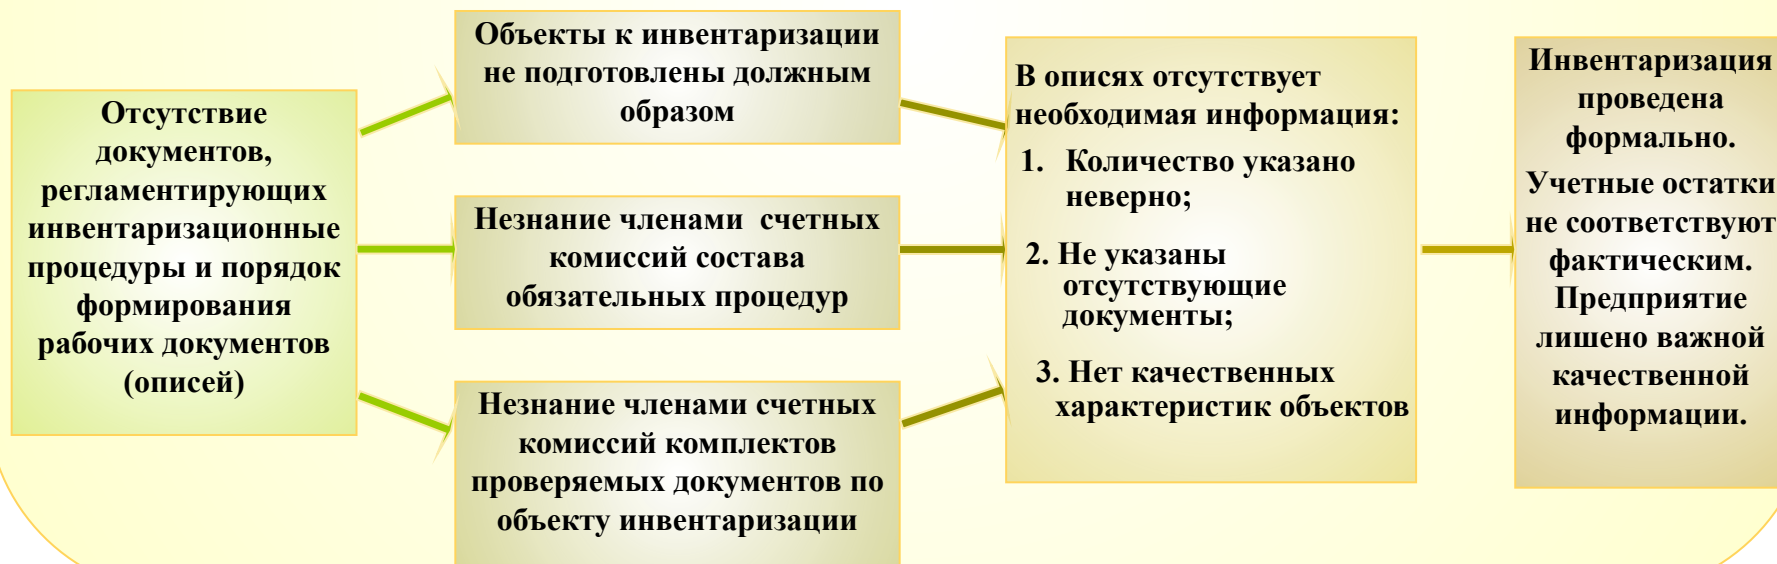 Отсутствие
документов,
регламентирующих
инвентаризационные
процедуры и порядок
формирования
рабочих документов
(описей)
Объекты к инвентаризации
не подготовлены должным
образом
Незнание членами счетных
комиссий состава
обязательных процедур
Незнание членами счетных
комиссий комплектов
проверяемых документов по
объекту инвентаризации
В описях отсутствует
необходимая информация:
1. Количество указано
неверно;
2. Не указаны
отсутствующие
документы;
3. Нет качественных
характеристик объектов
Инвентаризация
проведена
формально.
Учетные остатки
не соответствуют
фактическим.
Предприятие
лишено важной
качественной
информации.